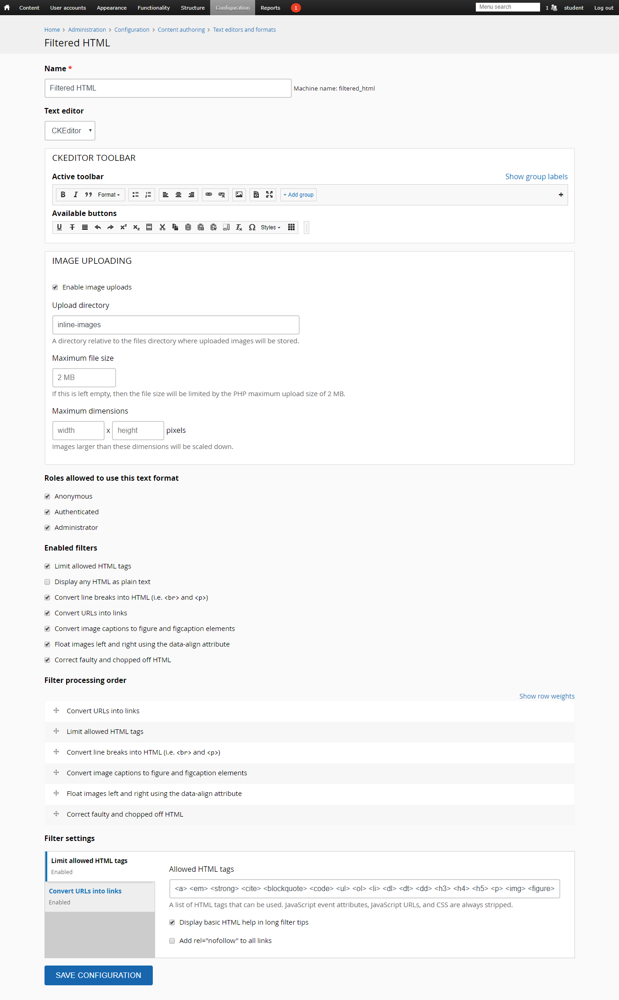 Content User accounts Appearance Functionality Structure Configuration Reports 1 Menu search 1 student Log out
Home › Administration › Configuration › Content authoring › Text editors and formats
Filtered HTML
Name *
Filtered HTML Machine name: filtered_html
Text editor
CKEditor
CKEDITOR TOOLBAR
Active toolbar Show group labels
B I Format + Add group +
Available buttons
U T x² x₂ Tx Ω Styles
IMAGE UPLOADING
Enable image uploads
Upload directory
inline-images
A directory relative to the files directory where uploaded images will be stored.
Maximum file size
2 MB
If this is left empty, then the file size will be limited by the PHP maximum upload size of 2 MB.
Maximum dimensions
width x height pixels
Images larger than these dimensions will be scaled down.
Roles allowed to use this text format
Anonymous
Authenticated
Administrator
Enabled filters
Limit allowed HTML tags
Display any HTML as plain text
Convert line breaks into HTML (i.e. <br> and <p>)
Convert URLs into links
Convert image captions to figure and figcaption elements
Float images left and right using the data-align attribute
Correct faulty and chopped off HTML
Filter processing order
Show row weights
Convert URLs into links
Limit allowed HTML tags
Convert line breaks into HTML (i.e. <br> and <p>)
Convert image captions to figure and figcaption elements
Float images left and right using the data-align attribute
Correct faulty and chopped off HTML
Filter settings
Limit allowed HTML tags
Enabled
Convert URLs into links
Enabled
Allowed HTML tags
<a> <em> <strong> <cite> <blockquote> <code> <ul> <ol> <li> <dl> <dt> <dd> <h3> <h4> <h5> <p> <img> <figure>
A list of HTML tags that can be used. JavaScript event attributes, JavaScript URLs, and CSS are always stripped.
Display basic HTML help in long filter tips
Add rel="nofollow" to all links
SAVE CONFIGURATION